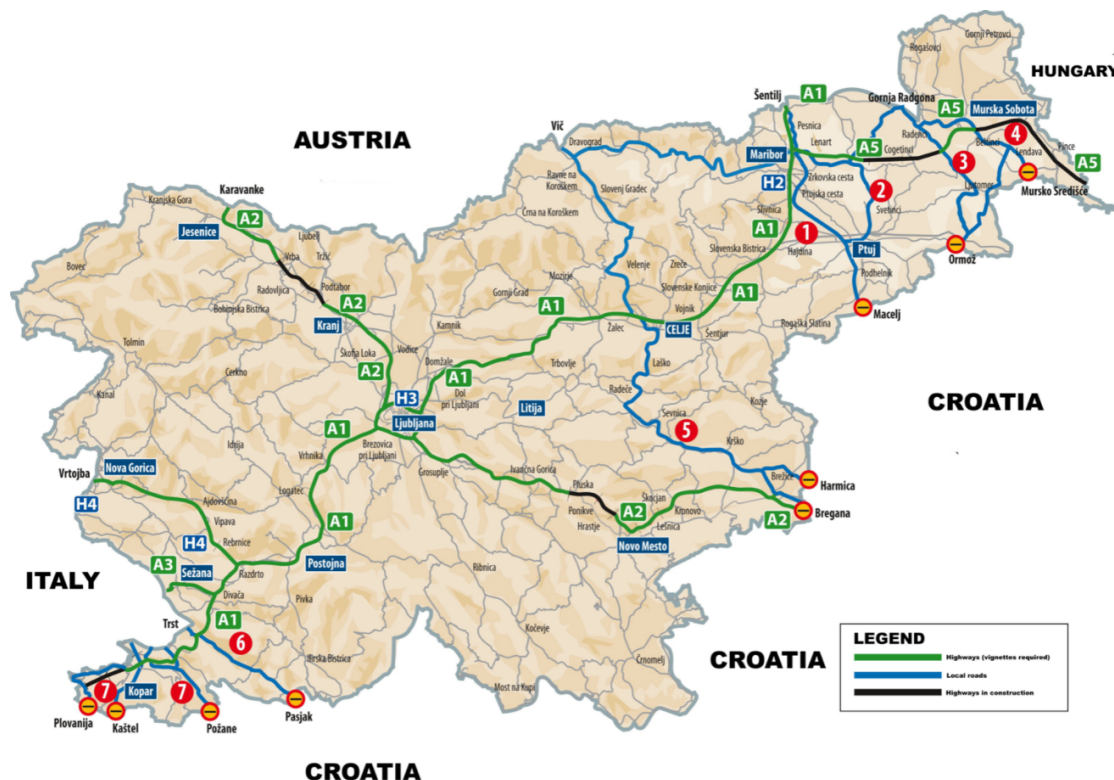 Gornji Petrovci
Rogašovci
HUNGARY
Šentilj
A1
Gornja Radgona
A5
Murska Sobota
AUSTRIA
Vič
Dravograd
Pesnica
Lenart
Radenci
4
Maribor
A5
Cogetinci
Beltinci
Lendava
Pince
3
A5
Ravne na
Koroškem
Karavanke
Kranjska Gora
A2
Slovenj Gradec
H2
Zrkovska cesta
Ptujska cesta
2
Ljutomer
Mursko Središče
Črna na Koroškem
Slivnica
Svetinci
Jesenice
Ljubelj
A1
1
Vrba
Tržič
Slovenska Bistrica
Hajdina
Ptuj
Ormož
Bovec
Velenje
Zreče
Podtabor
Mozirje
Podlehnik
Radovljica
Gornji Grad
Slovenske Konjice
A1
Bohinjska Bistrica
A2
A1
Vojnik
Macelj
Kranj
Kamnik
Žalec
CELJE
Rogaška Slatina
Šentjur
Tolmin
Škofja Loka
Vodice
Domžale
Laško
Cerkno
A2
A1
Trbovlje
Kanal
H3
Dol
pri Ljubljani
Radeče
Kozje
Litija
CROATIA
Ljubljana
Sevnica
A1
5
Idrija
Brezovica
pri Ljubljani
Krško
Vrhnika
Vrtojba
Nova Gorica
Grosuplje
Ivančna Gorica
Brežice
Harmica
Logatec
Pluska
H4
Ajdovščina
Škocjan
Ponikve
A2
Krpnovo
Bregana
Vipava
A1
Hrastje
Lešnica
A2
H4
Rebrnice
Novo Mesto
A3
Postojna
ITALY
Sežana
Razdrto
Ribnica
Divača
Pivka
Trst
A1
Kočevje
LEGEND
6
Highways (vignettes required)
Ilirska Bistrica
Črnomelj
CROATIA
Local roads
Most na Kupi
Highways in construction
7
Kopar
7
Plovanija
Kaštel
Požane
Pasjak
CROATIA